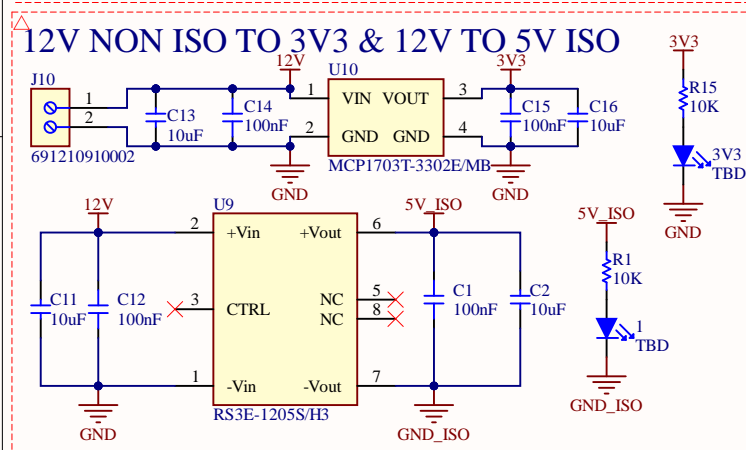 12V NON ISO TO 3V3 & 12V TO 5V ISO
J10
1
2
691210910002
C13
10uF
C14
100nF
12V
U10
1
VIN VOUT
3
2
GND GND
4
MCP1703T-3302E/MB
GND
3V3
C15
100nF
C16
10uF
GND
3V3
R15
10K
3V3
TBD
GND
12V
C11
10uF
C12
100nF
GND
U9
2
+Vin +Vout
6
3
CTRL
NC
5
NC
8
1
-Vin -Vout
7
RS3E-1205S/H3
5V_ISO
C1
100nF
C2
10uF
GND_ISO
5V_ISO
R1
10K
1
TBD
GND_ISO